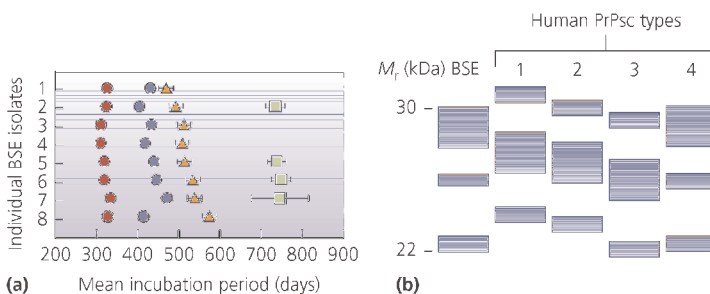 Individual BSE isolates
1
2
3
4
5
6
7
8
200 300 400 500 600 700 800 900
(a) Mean incubation period (days)
Human PrPsc types
Mr (kDa) BSE 1 2 3 4
30
22
(b)